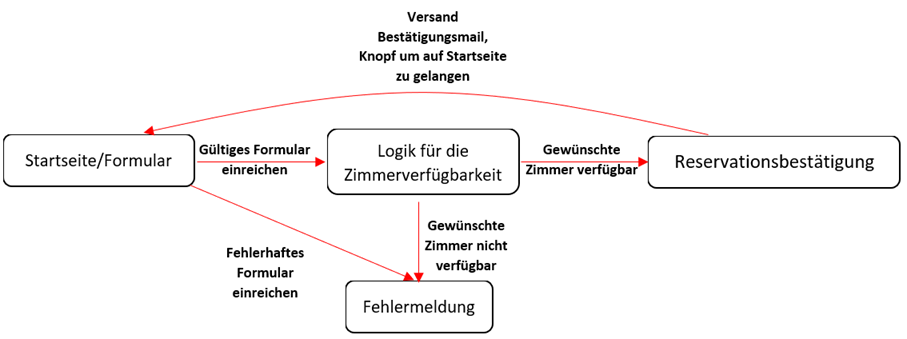 Versand
Bestätigungsmail,
Knopf um auf Startseite
zu gelangen
Startseite/Formular
Gültiges Formular
einreichen
Logik für die
Zimmerverfügbarkeit
Gewünschte
Zimmer verfügbar
Reservationsbestätigung
Fehlerhaftes
Formular
einreichen
Gewünschte
Zimmer nicht
verfügbar
Fehlermeldung